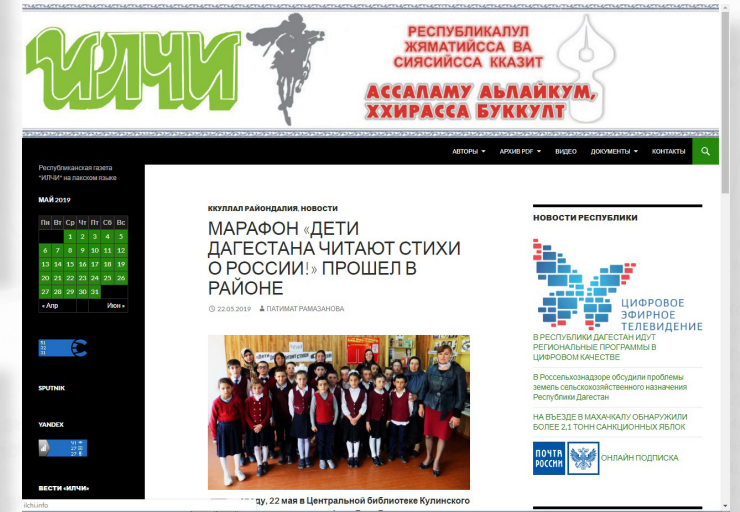 ИЛЧИ
РЕСПУБЛИКАЛУЛ
ЖЯМАТИЙССА ВА
СИЯСИЙССА ККАЗИТ
АССАЛАМУ АЬЛАЙКУМ,
ХХИРАССА БУККУЛТ
АВТОРЫ АРХИВ PDF ВИДЕО ДОКУМЕНТЫ КОНТАКТЫ
Республиканская газета
"ИЛЧИ" на лакском языке
МАЙ 2019
Пн Вт Ср Чт Пт Сб Вс
1 2 3 4 5
6 7 8 9 10 11 12
13 14 15 16 17 18 19
20 21 22 23 24 25 26
27 28 29 30 31
« Апр Июн »
SPUTNIK
YANDEX
ВЕСТИ «ИЛЧИ»
ККУЛЛАЛ РАЙОНДАЛИЯ, НОВОСТИ
МАРАФОН «ДЕТИ
ДАГЕСТАНА ЧИТАЮТ СТИХИ
О РОССИИ!» ПРОШЕЛ В
РАЙОНЕ
22.05.2019 ПАТИМАТ РАМАЗАНОВА
22 мая в Центральной библиотеке Кулинского
НОВОСТИ РЕСПУБЛИКИ
ЦИФРОВОЕ
ЭФИРНОЕ
ТЕЛЕВИДЕНИЕ
В РЕСПУБЛИКИ ДАГЕСТАН ИДУТ
РЕГИОНАЛЬНЫЕ ПРОГРАММЫ В
ЦИФРОВОМ КАЧЕСТВЕ
В Россельхознадзоре обсудили проблемы
земель сельскохозяйственного назначения
Республики Дагестан
НА ВЪЕЗДЕ В МАХАЧКАЛУ ОБНАРУЖИЛИ
БОЛЕЕ 2,1 ТОНН САНКЦИОННЫХ ЯБЛОК
ПОЧТА
РОССИИ
ОНЛАЙН ПОДПИСКА
ilchi.info